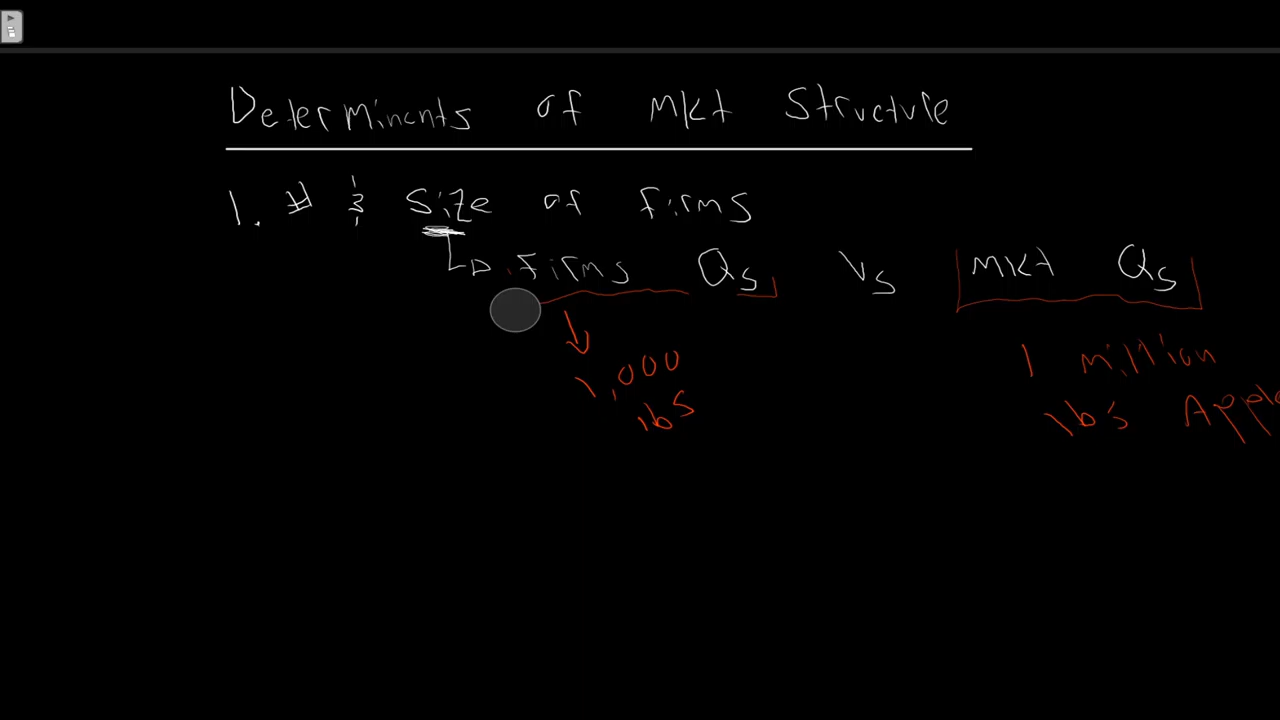 Determinants of Mkt Structure
1. # & Size of firms
firms Qs Vs Mkt Qs
1,000 1 Million
lbs lb's Apple